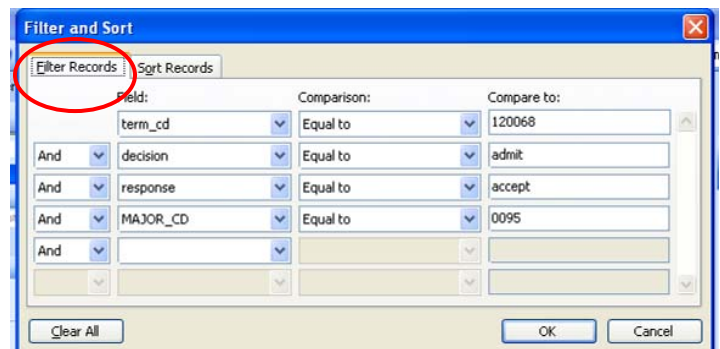 Filter and Sort
Filter Records Sort Records
Field: Comparison: Compare to:
term_cd Equal to 120068
And decision Equal to admit
And response Equal to accept
And MAJOR_CD Equal to 0095
And
Clear All OK Cancel